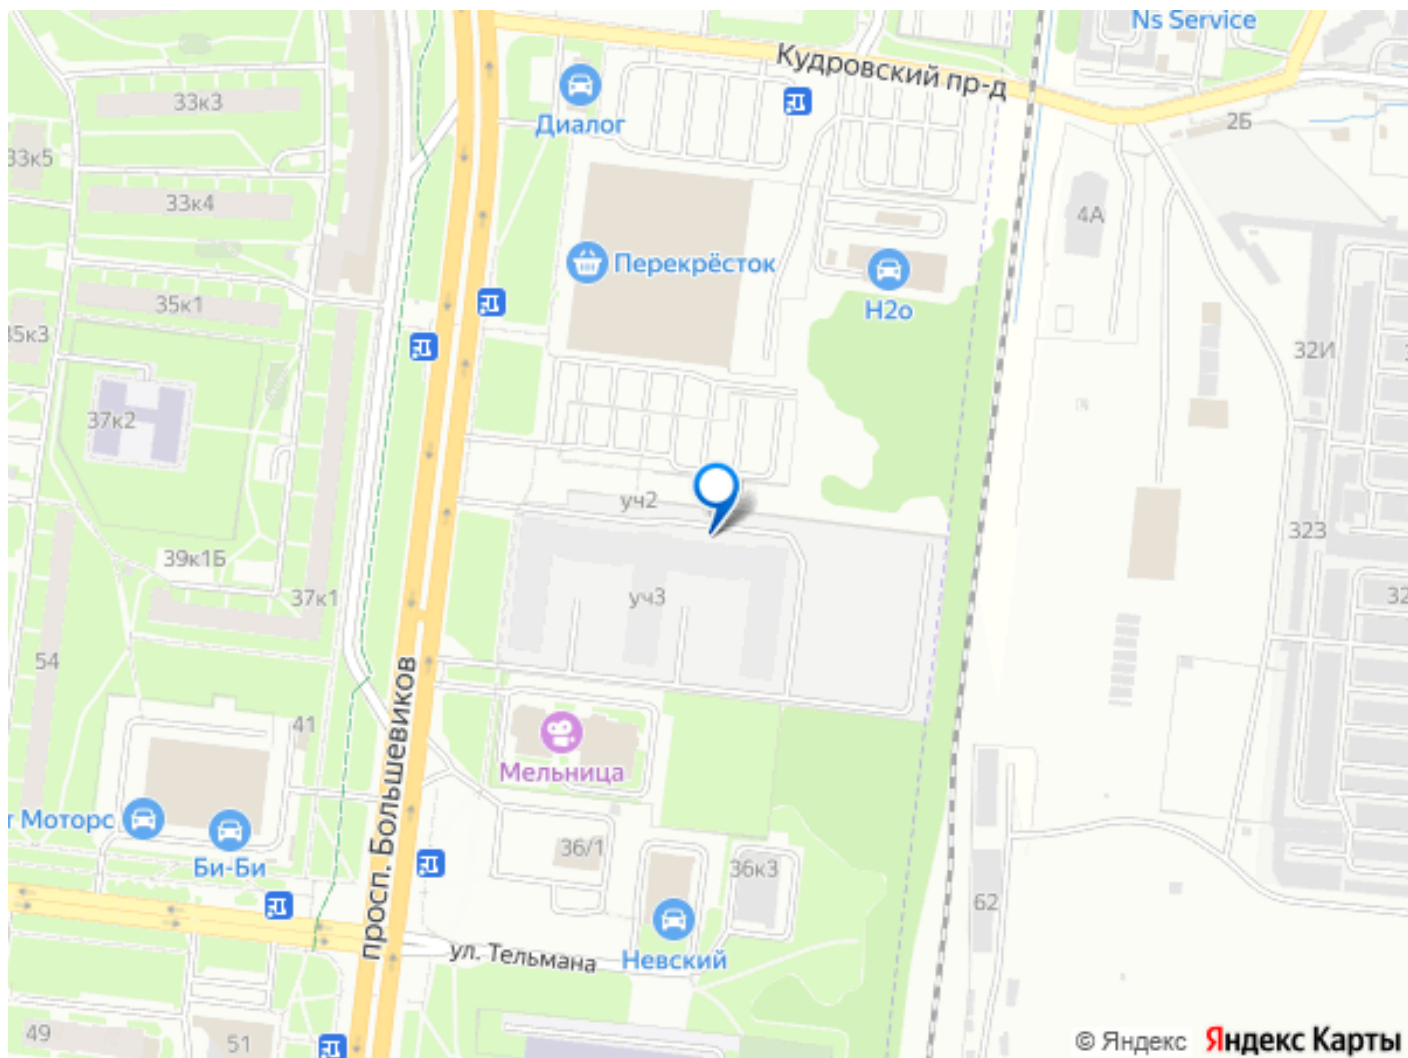 Ns Service
Кудровский пр-д
33к3
Диалог
2Б
33к5
33к4
4А
Перекрёсток
35к1
Н2о
35к3
32И
37к2
уч2
323
39к1Б
37к1
уч3
32
54
просп. Большевиков
41
Мельница
т Моторс
Би-Би
36/1
36к3
62
ул. Тельмана
Невский
49
51
© Яндекс
Яндекс Карты